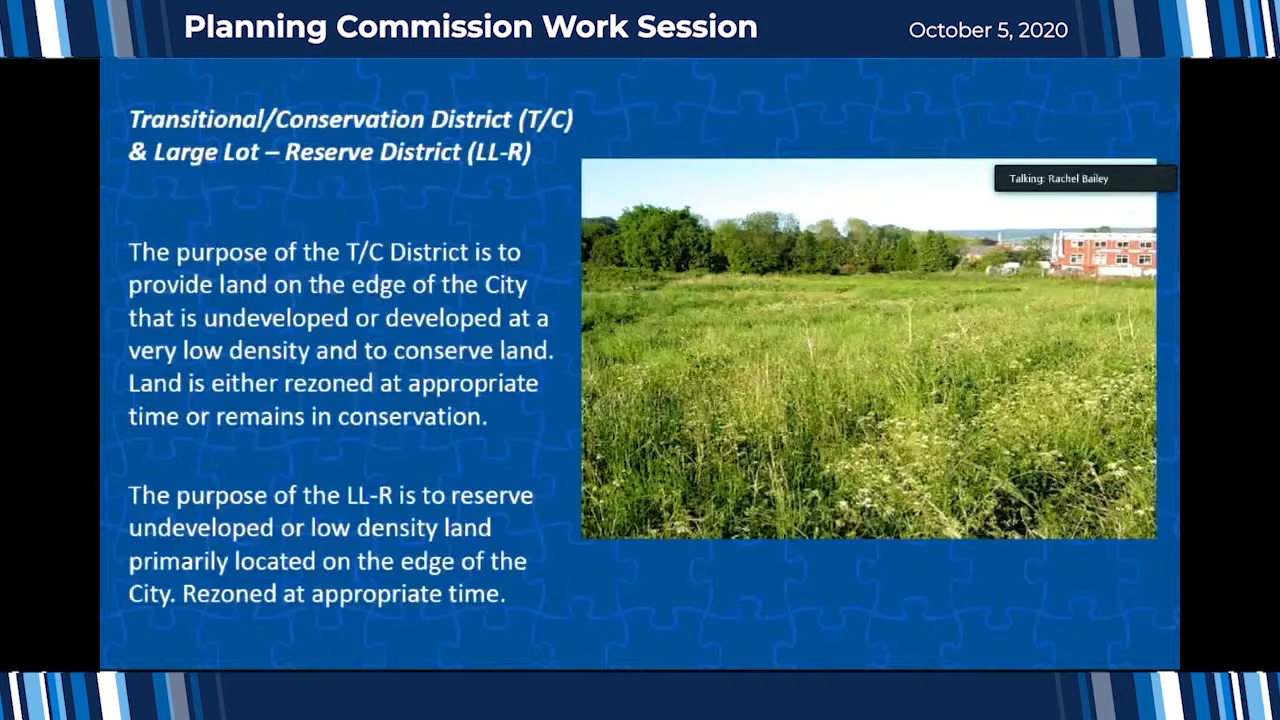 Planning Commission Work Session
October 5, 2020
Transitional/Conservation District (T/C)
& Large Lot – Reserve District (LL-R)
Talking: Rachel Bailey
The purpose of the T/C District is to
provide land on the edge of the City
that is undeveloped or developed at a
very low density and to conserve land.
Land is either rezoned at appropriate
time or remains in conservation.
The purpose of the LL-R is to reserve
undeveloped or low density land
primarily located on the edge of the
City. Rezoned at appropriate time.